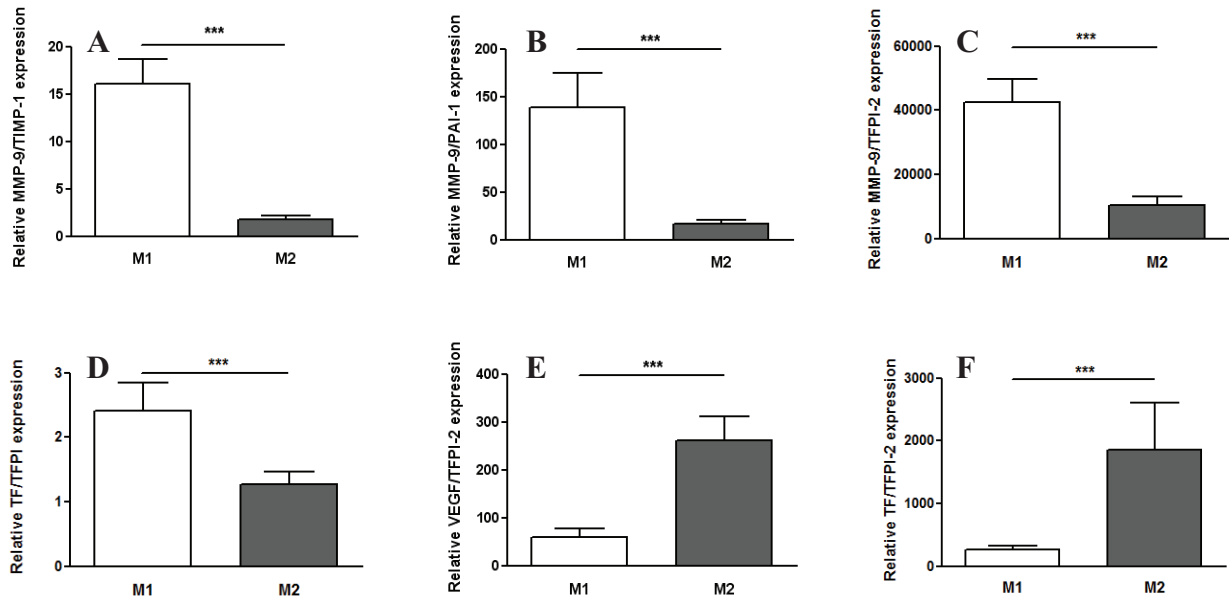 A
***
Relative MMP-9/TIMP-1 expression
20
15
10
5
0
M1 M2
B
***
Relative MMP-9/PAI-1 expression
200
150
100
50
0
M1 M2
C
***
Relative MMP-9/TFPI-2 expression
60000
40000
20000
0
M1 M2
D
***
Relative TF/TFPI expression
3
2
1
0
M1 M2
E
***
Relative VEGF/TFPI-2 expression
400
300
200
100
0
M1 M2
F
***
Relative TF/TFPI-2 expression
3000
2000
1000
0
M1 M2